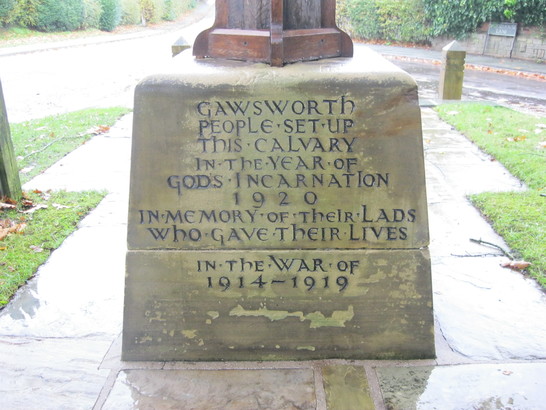 GAWSWORTH
PEOPLE·SET·UP
THIS·CALVARY
IN·THE·YEAR·OF
GOD'S·INCARNATION
1920
IN·MEMORY·OF·THEIR·LADS
WHO·GAVE·THEIR·LIVES
IN·THE·WAR·OF
1914–1919